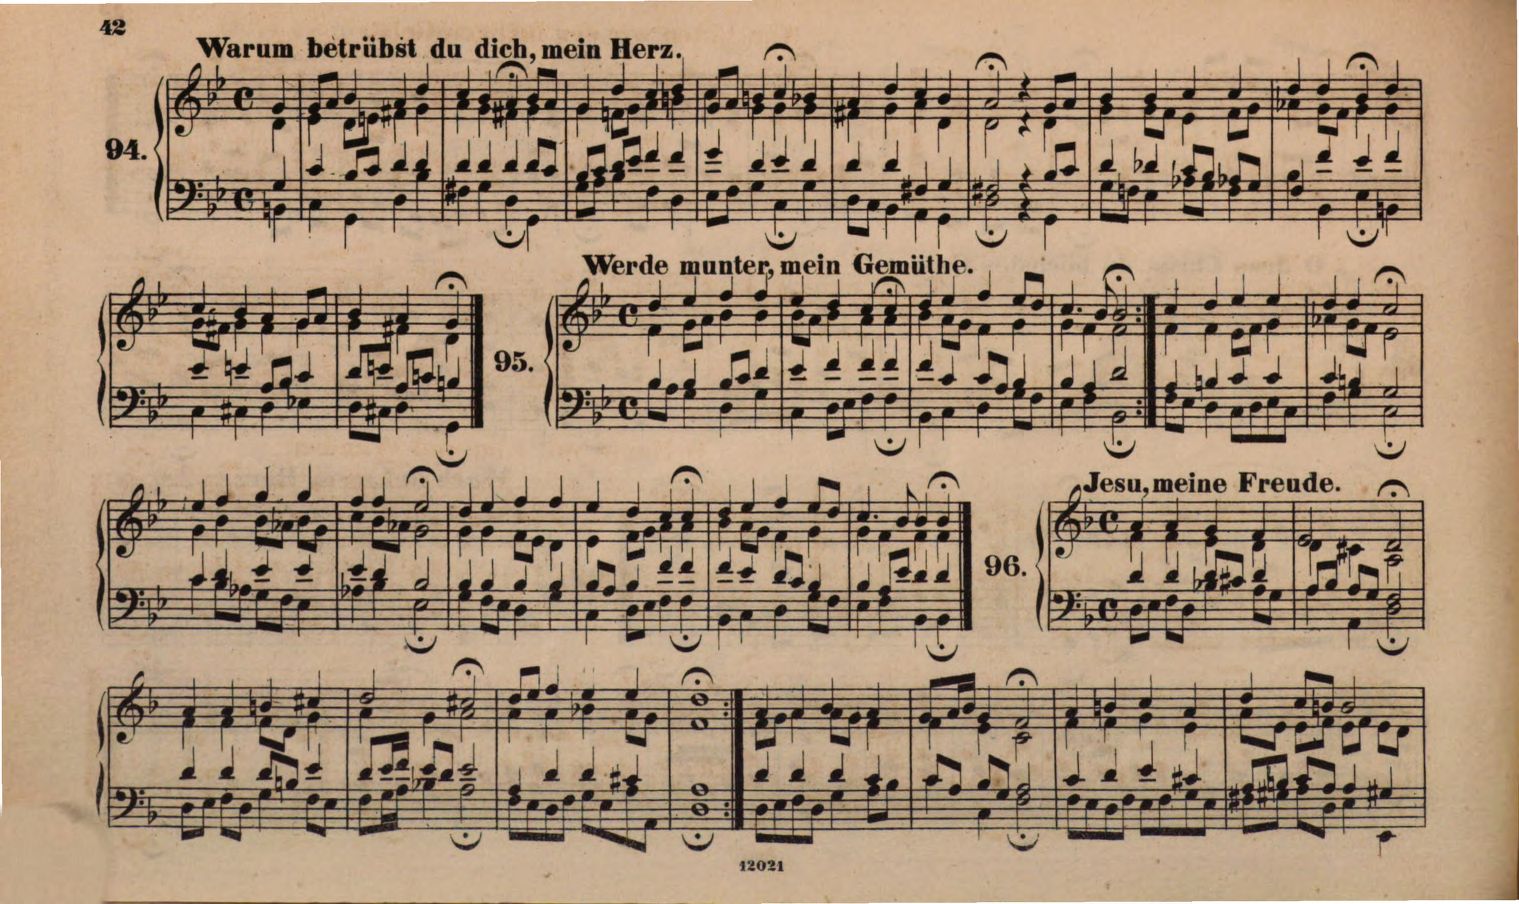 42
Warum betrübst du dich, mein Herz.
94.
Werde munter, mein Gemüthe.
95.
Jesu, meine Freude.
96.
12021